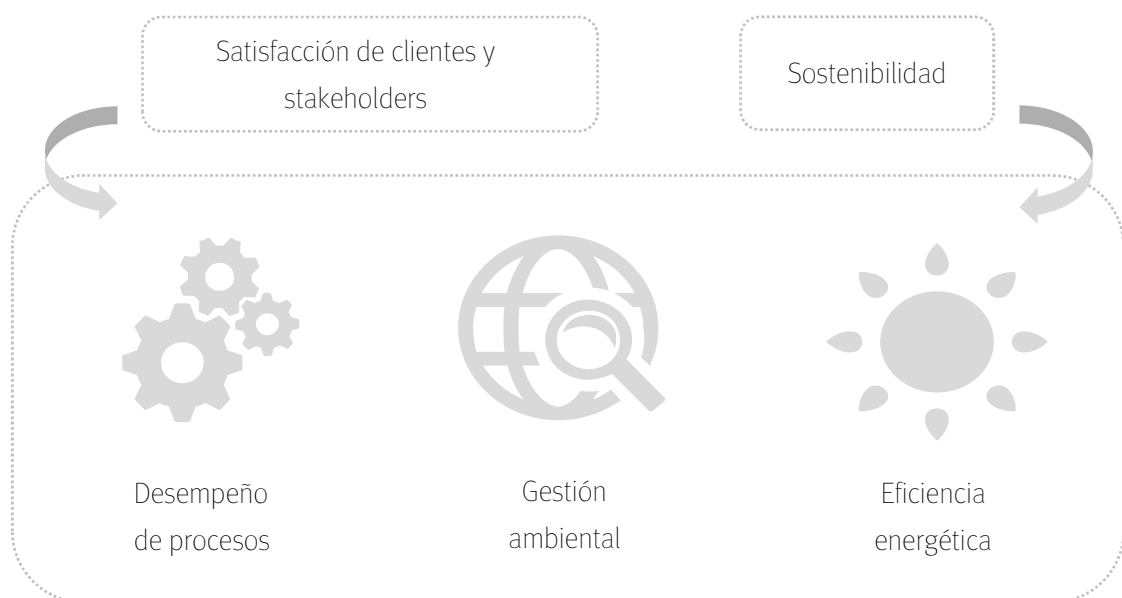 Satisfacción de clientes y
stakeholders
Sostenibilidad
Desempeño
de procesos
Gestión
ambiental
Eficiencia
energética